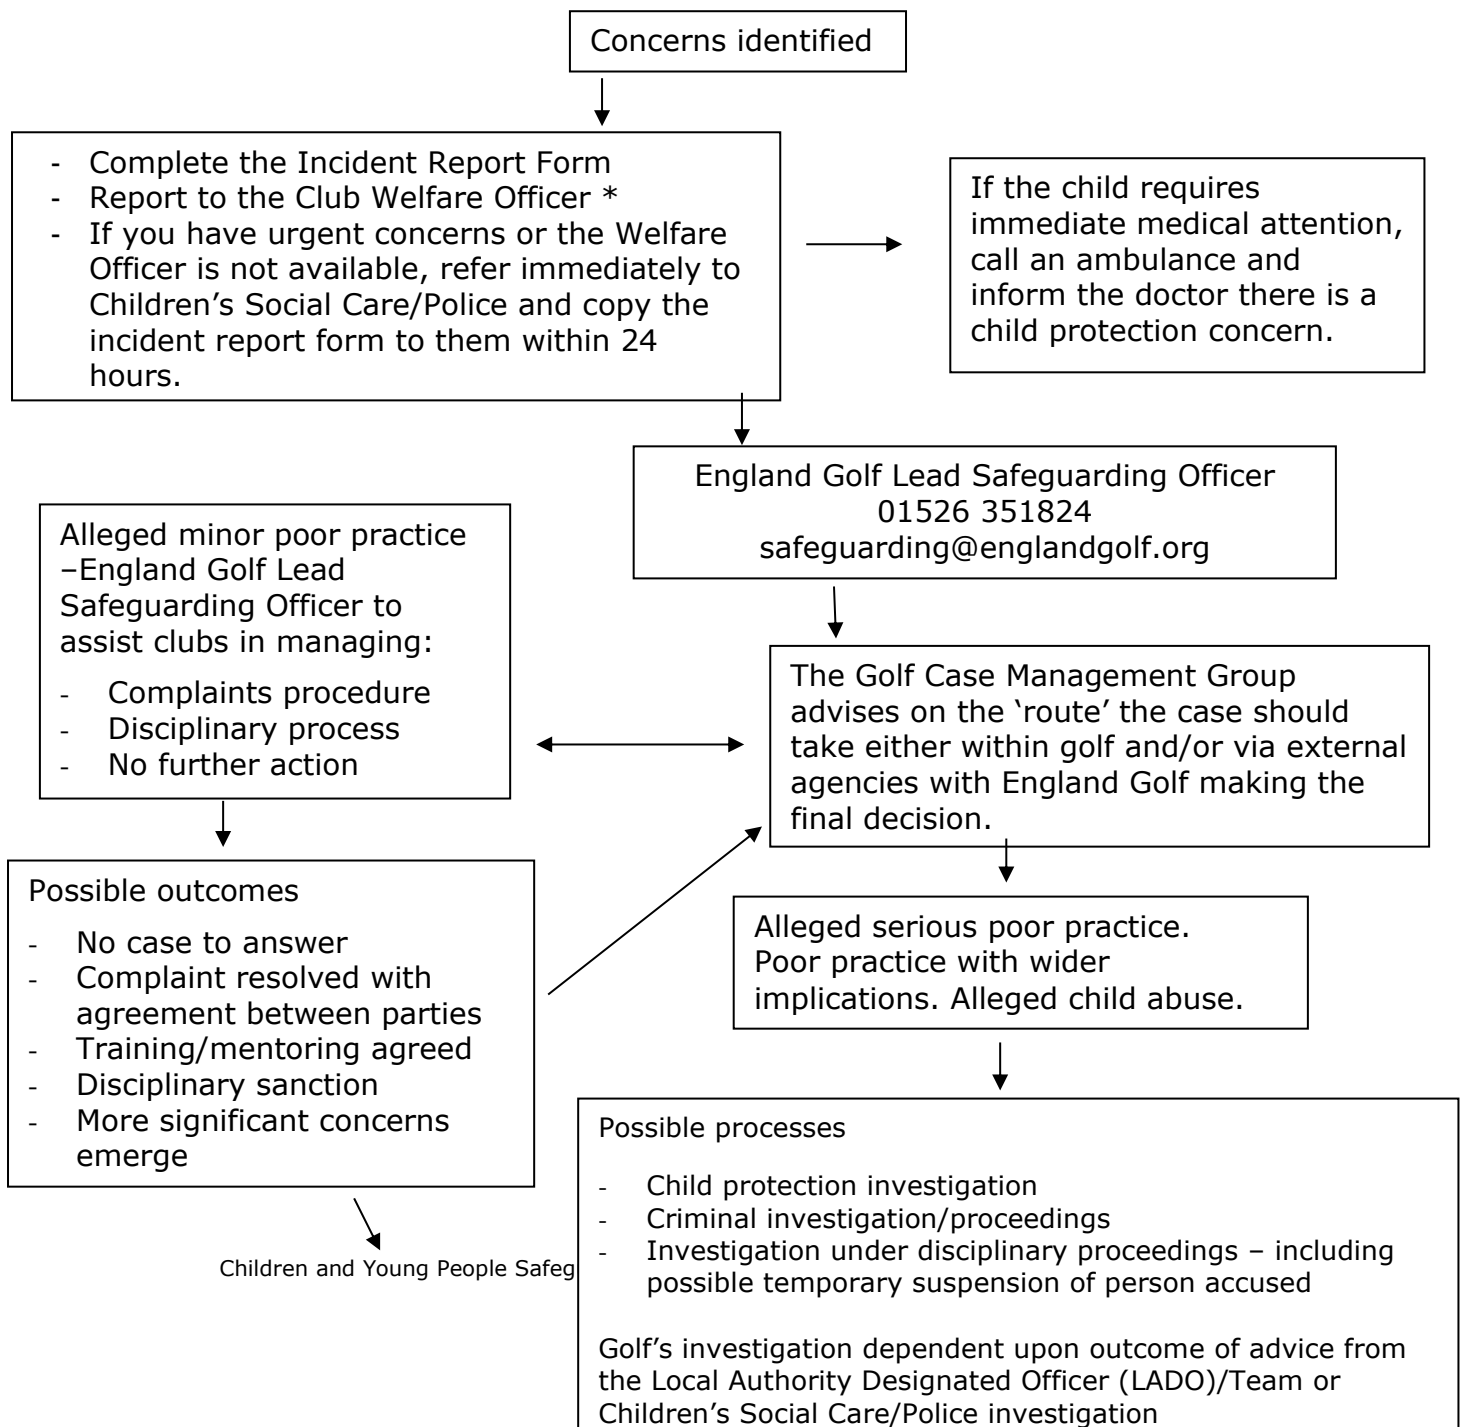 Concerns identified
- Complete the Incident Report Form
- Report to the Club Welfare Officer *
- If you have urgent concerns or the Welfare
Officer is not available, refer immediately to
Children’s Social Care/Police and copy the
incident report form to them within 24
hours.
If the child requires
immediate medical attention,
call an ambulance and
inform the doctor there is a
child protection concern.
England Golf Lead Safeguarding Officer
01526 351824
safeguarding@englandgolf.org
Alleged minor poor practice
–England Golf Lead
Safeguarding Officer to
assist clubs in managing:
- Complaints procedure
- Disciplinary process
- No further action
The Golf Case Management Group
advises on the ‘route’ the case should
take either within golf and/or via external
agencies with England Golf making the
final decision.
Possible outcomes
- No case to answer
- Complaint resolved with
agreement between parties
- Training/mentoring agreed
- Disciplinary sanction
- More significant concerns
emerge
Alleged serious poor practice.
Poor practice with wider
implications. Alleged child abuse.
Possible processes
- Child protection investigation
- Criminal investigation/proceedings
- Investigation under disciplinary proceedings – including
possible temporary suspension of person accused
Golf’s investigation dependent upon outcome of advice from
the Local Authority Designated Officer (LADO)/Team or
Children’s Social Care/Police investigation
Children and Young People Safeg